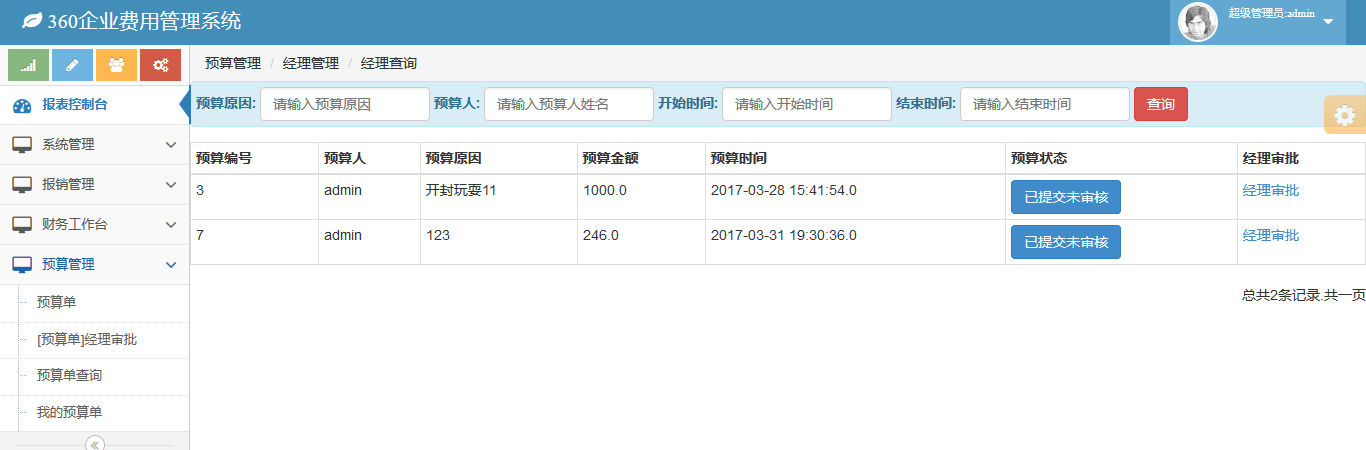 360企业费用管理系统
超级管理员:admin
预算管理 / 经理管理 / 经理查询
报表控制台
系统管理
报销管理
财务工作台
预算管理
预算单
[预算单]经理审批
预算单查询
我的预算单
预算原因: 请输入预算原因 预算人: 请输入预算人姓名 开始时间: 请输入开始时间 结束时间: 请输入结束时间 查询
预算编号 预算人 预算原因 预算金额 预算时间 预算状态 经理审批
3 admin 开封玩耍11 1000.0 2017-03-28 15:41:54.0 已提交未审核 经理审批
7 admin 123 246.0 2017-03-31 19:30:36.0 已提交未审核 经理审批
总共2条记录.共一页